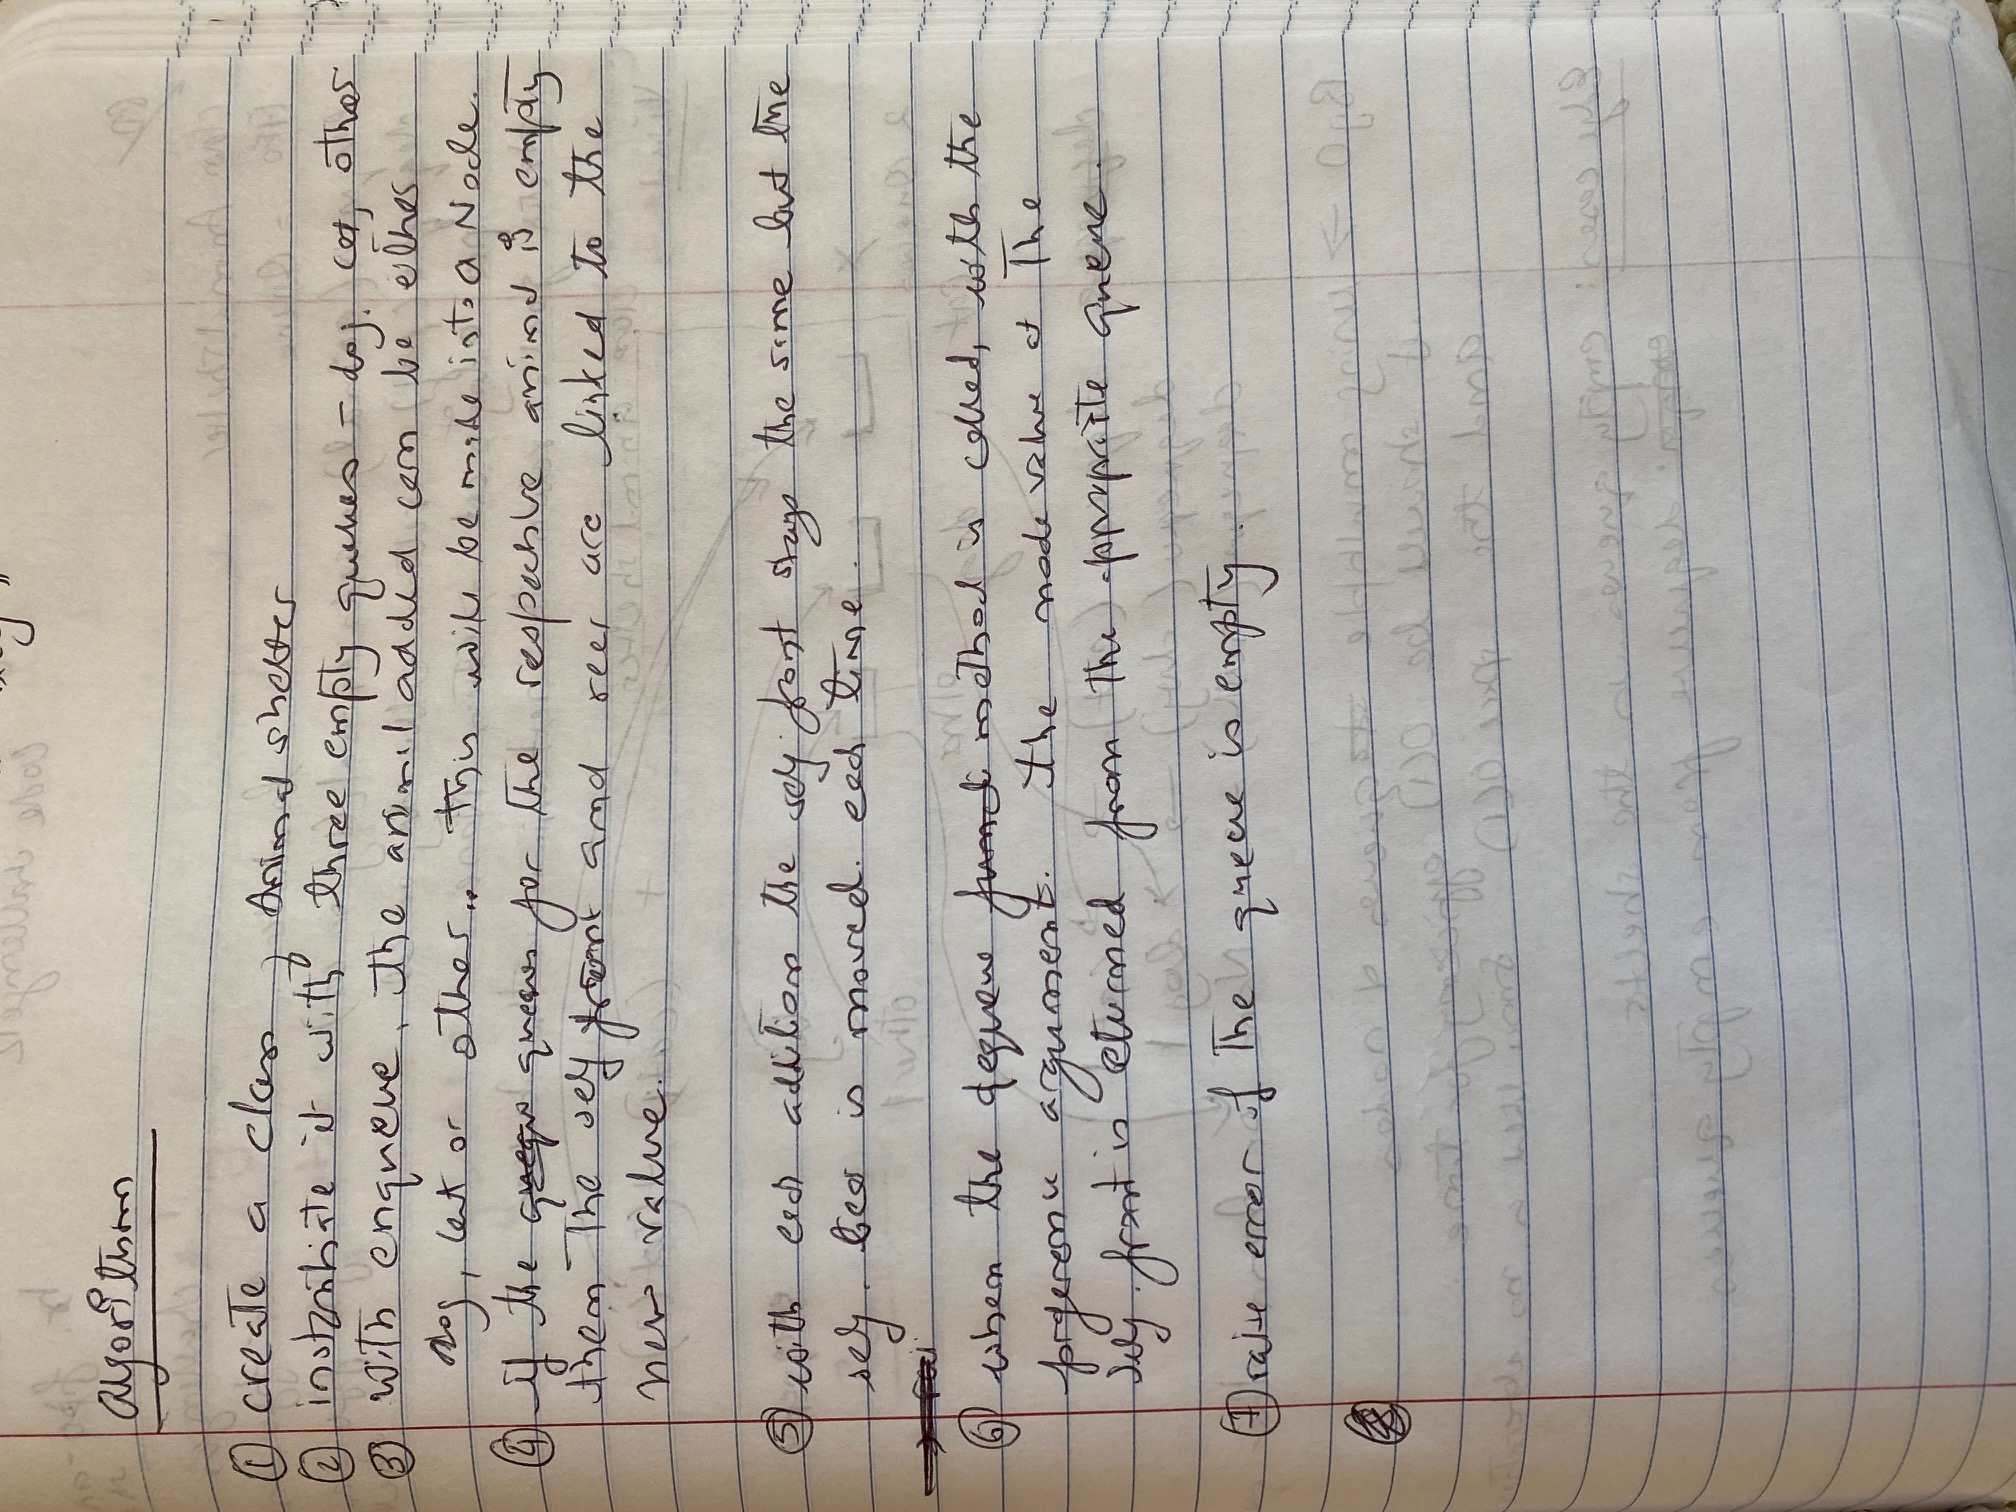 algorithm
① create a class of Animal shelter
② instantiate it with three empty queues - dog, cat, other
③ with enqueue, the animal added can be either
dog, cat or other.. This will be made into a Node.
④ if the queues for the respective animal is empty
then the self front and rear are linked to the
new value.
⑤ with each addition the self.front stays the same but the
self. rear is moved. each time.
⑥ when the dequeue method is called, with the
preference argument. The node value at the
self.front is returned from the appropriate queue.
⑦ raise error if the queue is empty.